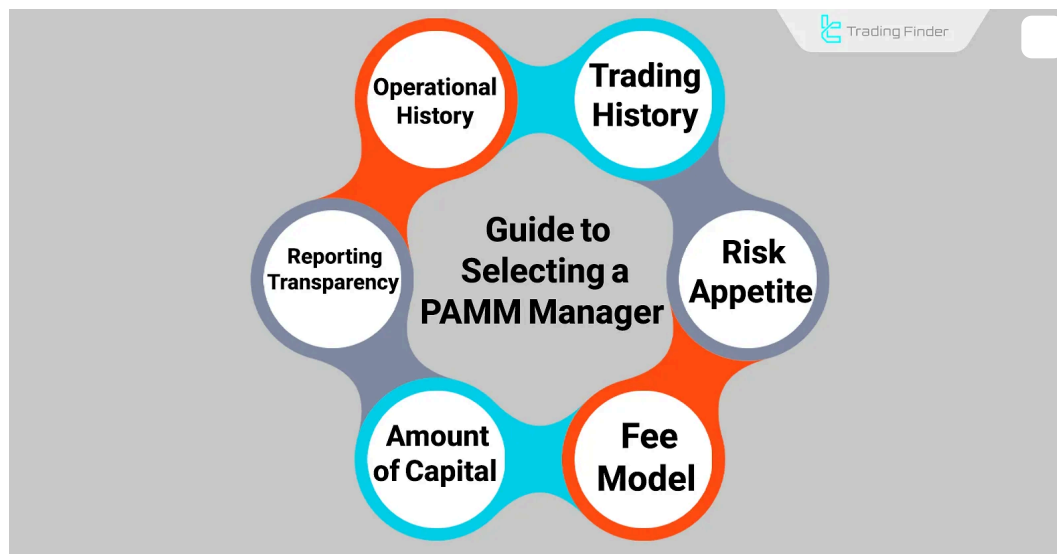 Trading Finder
Operational
History
Trading
History
Reporting
Transparency
Guide to
Selecting a
PAMM Manager
Risk
Appetite
Amount
of Capital
Fee
Model